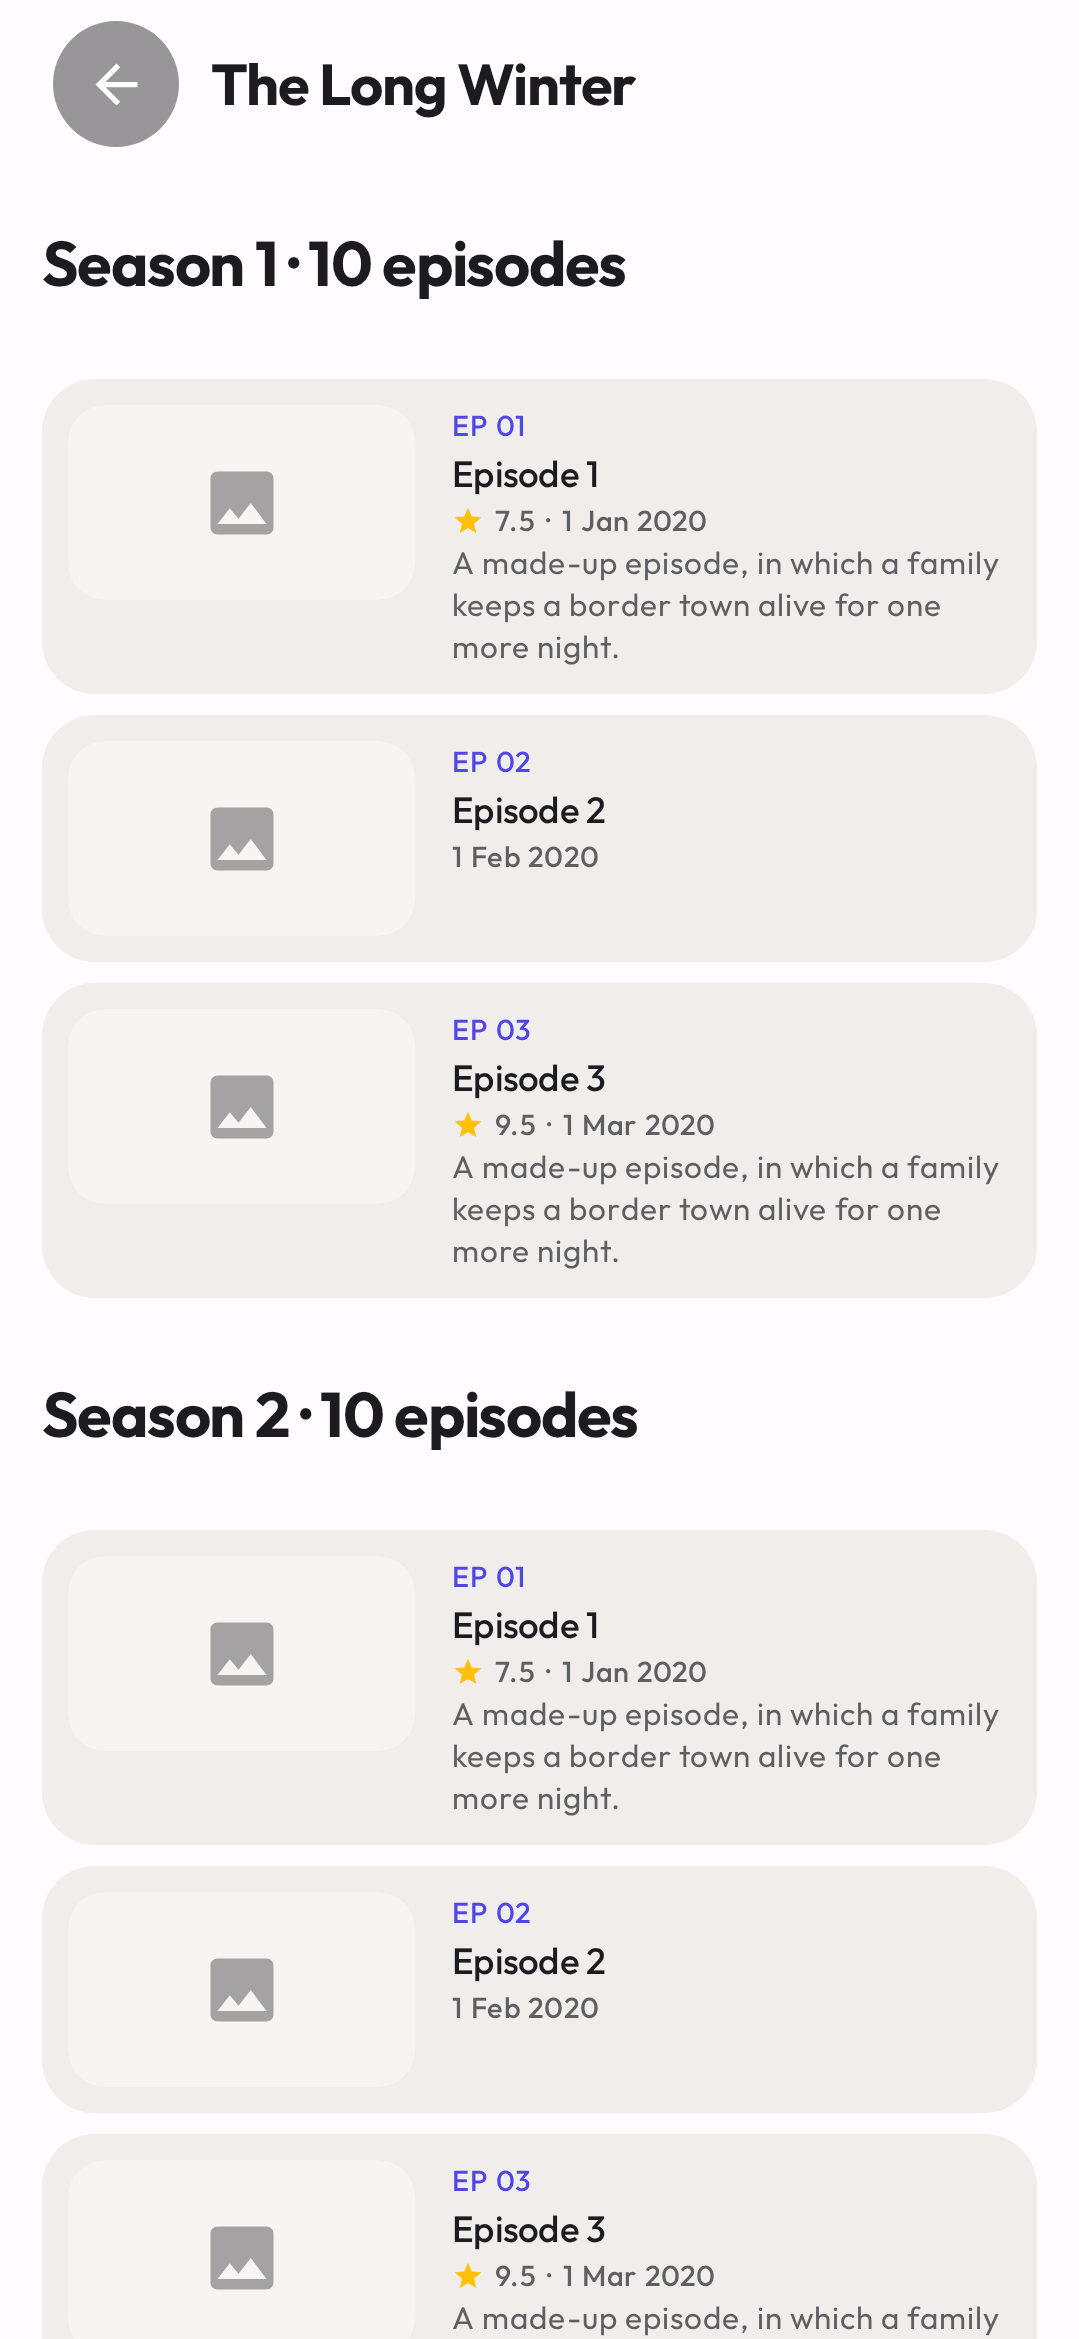 The Long Winter
Season 1 · 10 episodes
EP 01
Episode 1
7.5 · 1 Jan 2020
A made-up episode, in which a family
keeps a border town alive for one
more night.
EP 02
Episode 2
1 Feb 2020
EP 03
Episode 3
9.5 · 1 Mar 2020
A made-up episode, in which a family
keeps a border town alive for one
more night.
Season 2 · 10 episodes
EP 01
Episode 1
7.5 · 1 Jan 2020
A made-up episode, in which a family
keeps a border town alive for one
more night.
EP 02
Episode 2
1 Feb 2020
EP 03
Episode 3
9.5 · 1 Mar 2020
A made-up episode, in which a family